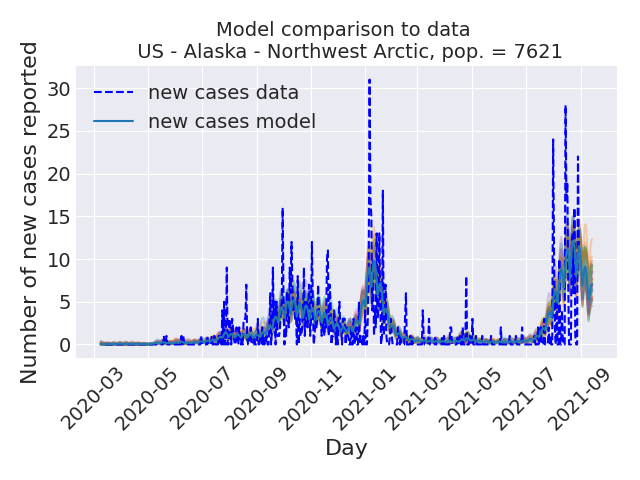 Model comparison to data
US - Alaska - Northwest Arctic, pop. = 7621
Number of new cases reported
30
25
20
15
10
5
0
new cases data
new cases model
2020-03
2020-05
2020-07
2020-09
2020-11
2021-01
2021-03
2021-05
2021-07
2021-09
Day